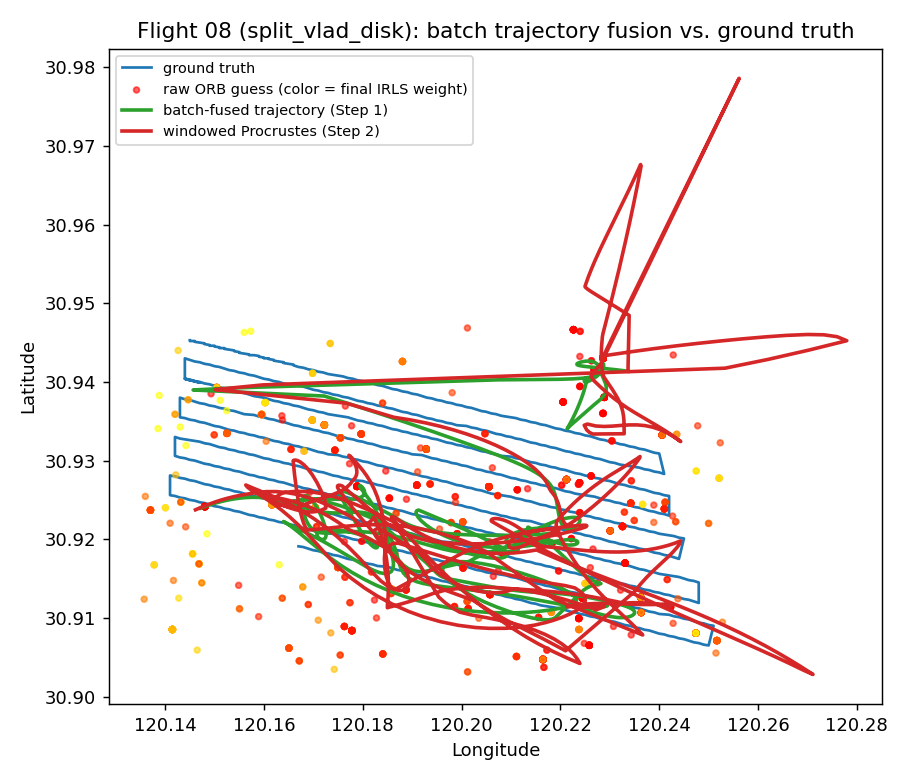 Flight 08 (split_vlad_disk): batch trajectory fusion vs. ground truth
ground truth
raw ORB guess (color = final IRLS weight)
batch-fused trajectory (Step 1)
windowed Procrustes (Step 2)
30.98
30.97
30.96
30.95
30.94
30.93
30.92
30.91
30.90
Latitude
120.14 120.16 120.18 120.20 120.22 120.24 120.26 120.28
Longitude